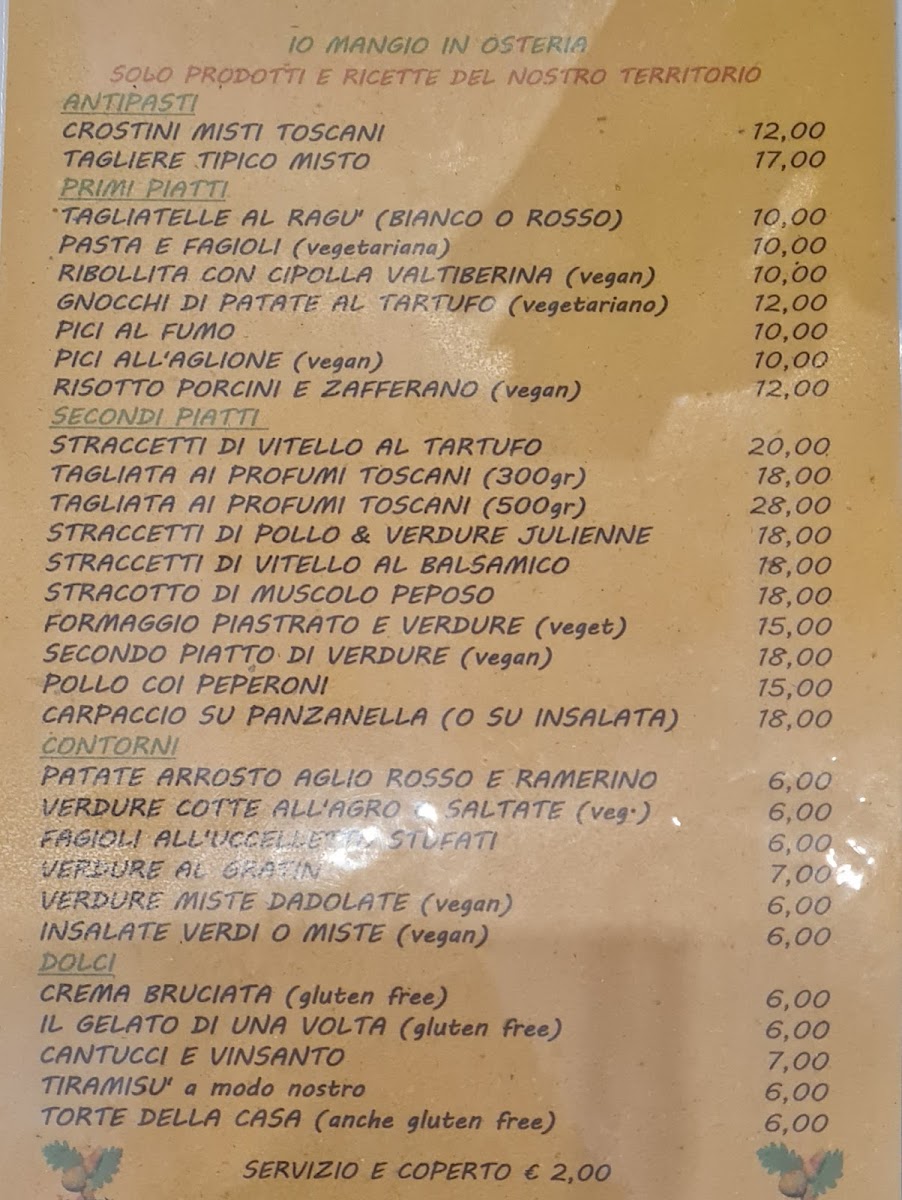 IO MANGIO IN OSTERIA
SOLO PRODOTTI E RICETTE DEL NOSTRO TERRITORIO
ANTIPASTI
CROSTINI MISTI TOSCANI 12,00
TAGLIERE TIPICO MISTO 17,00
PRIMI PIATTI
TAGLIATELLE AL RAGU' (BIANCO O ROSSO) 10,00
PASTA E FAGIOLI (vegetariana) 10,00
RIBOLLITA CON CIPOLLA VALTIBERINA (vegan) 10,00
GNOCCHI DI PATATE AL TARTUFO (vegetariano) 12,00
PICI AL FUMO 10,00
PICI ALL'AGLIONE (vegan) 10,00
RISOTTO PORCINI E ZAFFERANO (vegan) 12,00
SECONDI PIATTI
STRACCETTI DI VITELLO AL TARTUFO 20,00
TAGLIATA AI PROFUMI TOSCANI (300gr) 18,00
TAGLIATA AI PROFUMI TOSCANI (500gr) 28,00
STRACCETTI DI POLLO & VERDURE JULIENNE 18,00
STRACCETTI DI VITELLO AL BALSAMICO 18,00
STRACOTTO DI MUSCOLO PEPOSO 18,00
FORMAGGIO PIASTRATO E VERDURE (veget) 15,00
SECONDO PIATTO DI VERDURE (vegan) 18,00
POLLO COI PEPERONI 15,00
CARPACCIO SU PANZANELLA (O SU INSALATA) 18,00
CONTORNI
PATATE ARROSTO AGLIO ROSSO E RAMERINO 6,00
VERDURE COTTE ALL'AGRO SALTATE (veg.) 6,00
FAGIOLI ALL'UCCELLETTA STUFATI 6,00
VERDURE AL GRATIN 7,00
VERDURE MISTE DADOLATE (vegan) 6,00
INSALATE VERDI O MISTE (vegan) 6,00
DOLCI
CREMA BRUCIATA (gluten free) 6,00
IL GELATO DI UNA VOLTA (gluten free) 6,00
CANTUCCI E VINSANTO 7,00
TIRAMISU' a modo nostro 6,00
TORTE DELLA CASA (anche gluten free) 6,00
SERVIZIO E COPERTO € 2,00